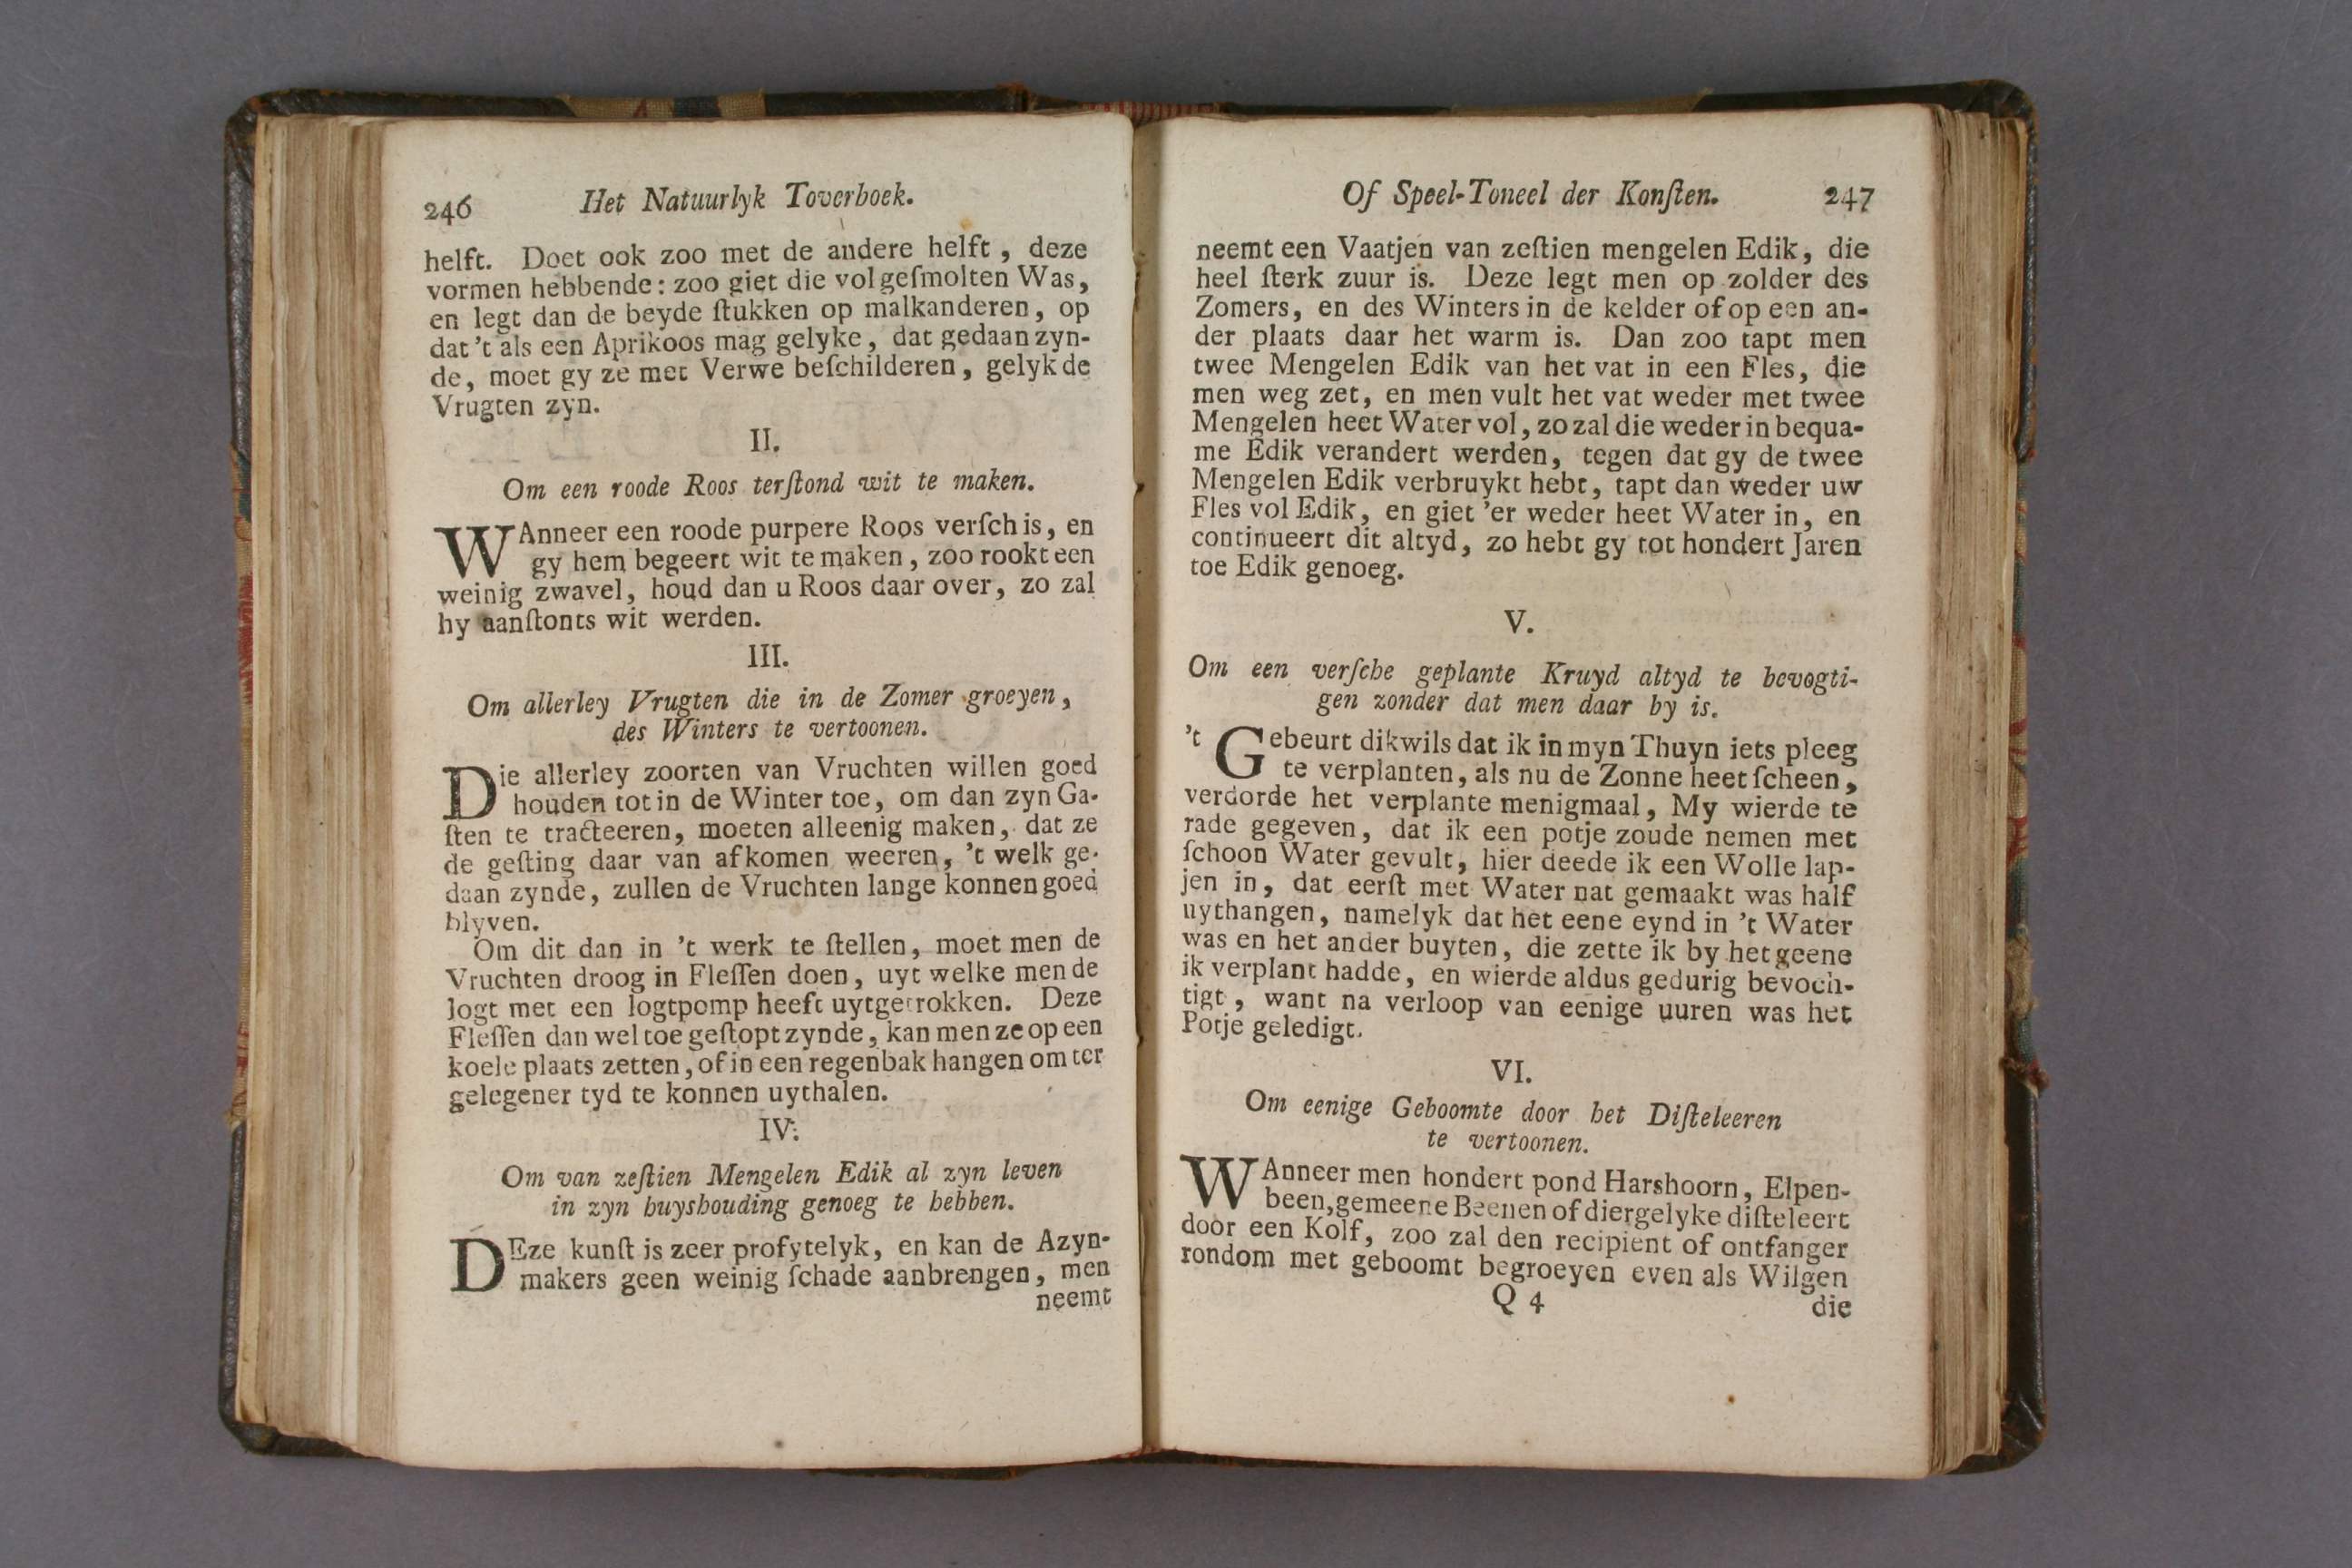 246 Het Natuurlyk Toverboek.
helft. Doet ook zoo met de andere helft, deze
vormen hebbende: zoo giet die vol geſmolten Was,
en legt dan de beyde ſtukken op malkanderen, op
dat 't als een Aprikoos mag gelyke, dat gedaan zyn-
de, moet gy ze met Verwe beſchilderen, gelyk de
Vrugten zyn.
II.
Om een roode Roos terſtond wit te maken.
WAnneer een roode purpere Roos verſch is, en
gy hem begeert wit te maken, zoo rookt een
weinig zwavel, houd dan u Roos daar over, zo zal
hy aanſtonts wit werden.
III.
Om allerley Vrugten die in de Zomer groeyen,
des Winters te vertoonen.
Die allerley zoorten van Vruchten willen goed
houden tot in de Winter toe, om dan zyn Ga-
ſten te tracteeren, moeten alleenig maken, dat ze
de geſting daar van af komen weeren, 't welk ge-
daan zynde, zullen de Vruchten lange konnen goed
blyven.
Om dit dan in 't werk te ſtellen, moet men de
Vruchten droog in Fleſſen doen, uyt welke men de
logt met een logtpomp heeft uytgetrokken. Deze
Fleſſen dan wel toe geſtopt zynde, kan men ze op een
koele plaats zetten, of in een regenbak hangen om ter
gelegener tyd te konnen uythalen.
IV.
Om van zeſtien Mengelen Edik al zyn leven
in zyn huyshouding genoeg te hebben.
DEze kunſt is zeer profytelyk, en kan de Azyn-
makers geen weinig ſchade aanbrengen, men
neemt
Of Speel-Toneel der Konſten. 247
neemt een Vaatjen van zeſtien mengelen Edik, die
heel ſterk zuur is. Deze legt men op zolder des
Zomers, en des Winters in de kelder of op een an-
der plaats daar het warm is. Dan zoo tapt men
twee Mengelen Edik van het vat in een Fles, die
men weg zet, en men vult het vat weder met twee
Mengelen heet Water vol, zo zal die weder in bequa-
me Edik verandert werden, tegen dat gy de twee
Mengelen Edik verbruykt hebt, tapt dan weder uw
Fles vol Edik, en giet 'er weder heet Water in, en
continueert dit altyd, zo hebt gy tot hondert Jaren
toe Edik genoeg.
V.
Om een verſche geplante Kruyd altyd te bevogti-
gen zonder dat men daar by is.
't Gebeurt dikwils dat ik in myn Thuyn iets pleeg
te verplanten, als nu de Zonne heet ſcheen,
verdorde het verplante menigmaal, My wierde te
rade gegeven, dat ik een potje zoude nemen met
ſchoon Water gevult, hier deede ik een Wolle lap-
jen in, dat eerſt met Water nat gemaakt was half
uythangen, namelyk dat het eene eynd in 't Water
was en het ander buyten, die zette ik by het geene
ik verplant hadde, en wierde aldus gedurig bevoch-
tigt, want na verloop van eenige uuren was het
Potje geledigt.
VI.
Om eenige Geboomte door het Diſteleeren
te vertoonen.
WAnneer men hondert pond Harshoorn, Elpen-
been, gemeene Beenen of diergelyke diſteleert
door een Kolf, zoo zal den recipient of ontfanger
rondom met geboomt begroeyen even als Wilgen
Q 4 die